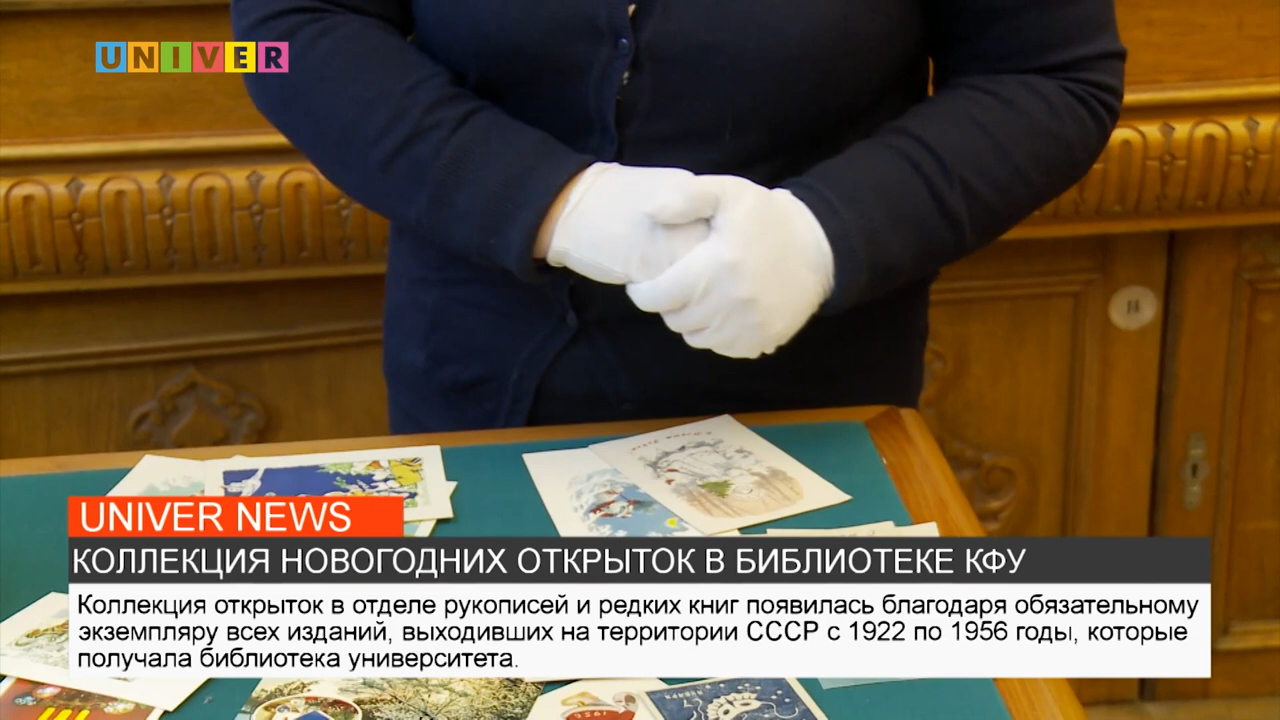 UNIVER
UNIVER NEWS
КОЛЛЕКЦИЯ НОВОГОДНИХ ОТКРЫТОК В БИБЛИОТЕКЕ КФУ
Коллекция открыток в отделе рукописей и редких книг появилась благодаря обязательному
экземпляру всех изданий, выходивших на территории СССР с 1922 по 1956 годы, которые
получала библиотека университета.